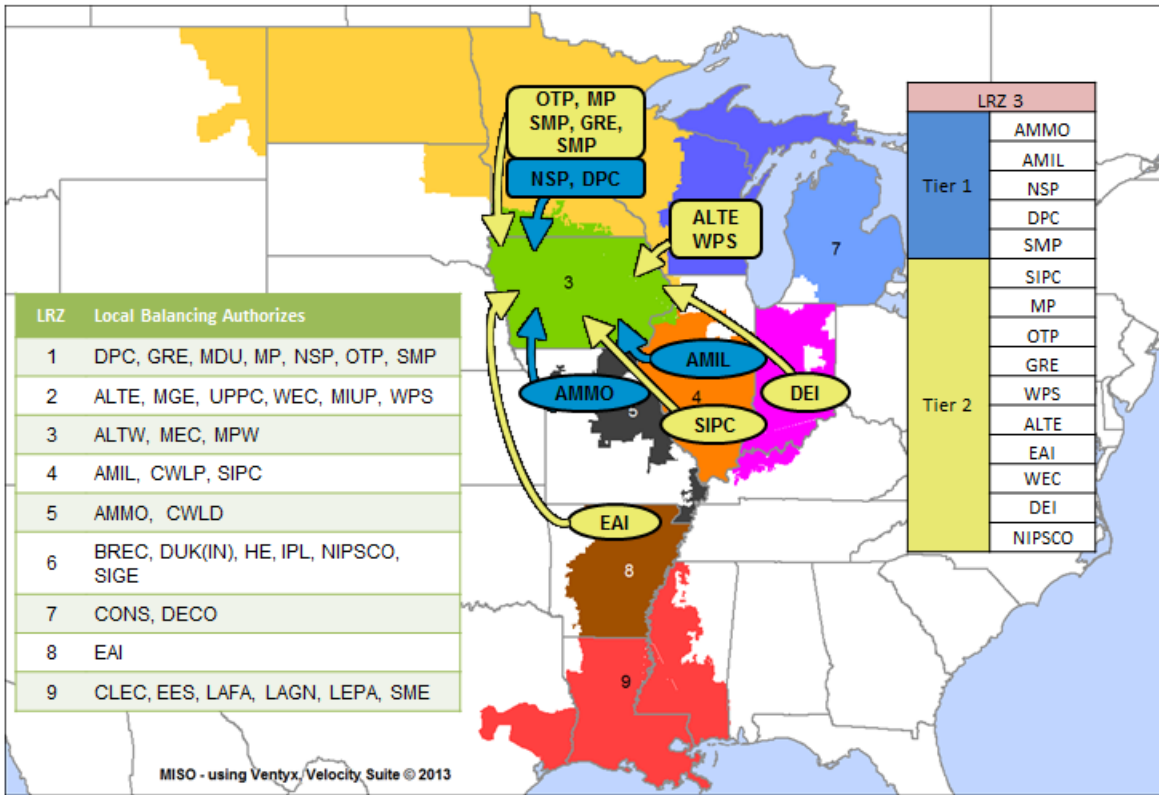 OTP, MP
SMP, GRE,
SMP
NSP, DPC
ALTE
WPS
7
3
AMIL
AMMO
DEI
4
5
SIPC
EAI
8
9
LRZ 3
Tier 1
AMMO
AMIL
NSP
DPC
SMP
Tier 2
SIPC
MP
OTP
GRE
WPS
ALTE
EAI
WEC
DEI
NIPSCO
LRZ Local Balancing Authorizes
1 DPC, GRE, MDU, MP, NSP, OTP, SMP
2 ALTE, MGE, UPPC, WEC, MIUP, WPS
3 ALTW, MEC, MPW
4 AMIL, CWLP, SIPC
5 AMMO, CWLD
6 BREC, DUK(IN), HE, IPL, NIPSCO,
SIGE
7 CONS, DECO
8 EAI
9 CLEC, EES, LAFA, LAGN, LEPA, SME
MISO - using Ventyx, Velocity Suite © 2013